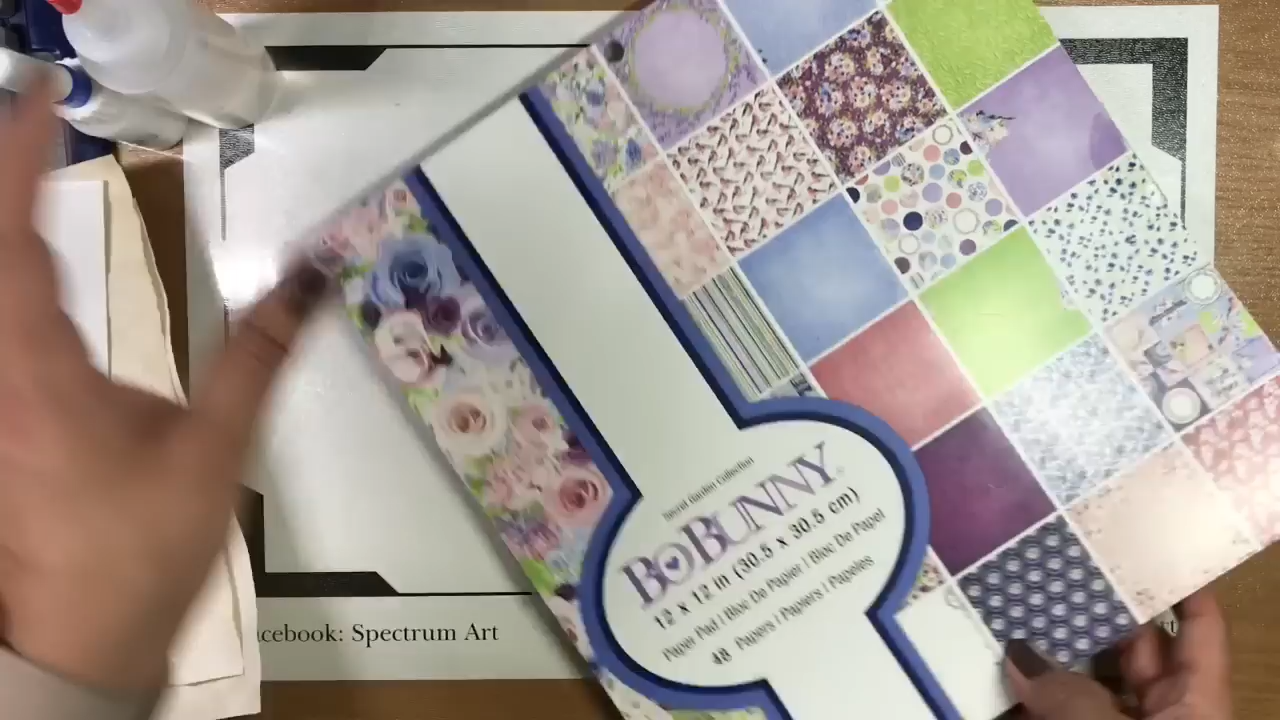 Secret Garden Collection
BOBUNNY
12 x 12 in (30.5 x 30.5 cm)
Paper Pad / Bloc De Papier / Bloc De Papel
48 Papers / Papiers / Papeles
acebook: Spectrum Art